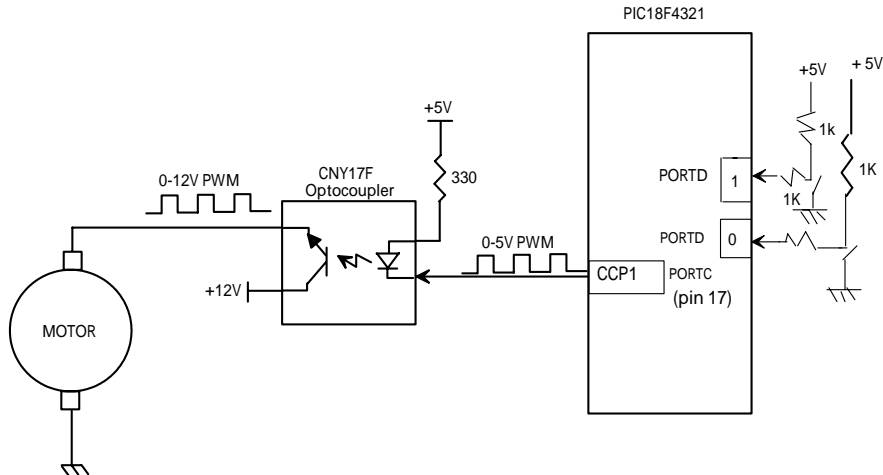 PIC18F4321
+5V
+ 5V
+5V
1k
1K
CNY17F
Optocoupler
330
PORTD
1
1K
0-12V PWM
PORTD
0
0-5V PWM
CCP1
PORTC
(pin 17)
+12V
MOTOR